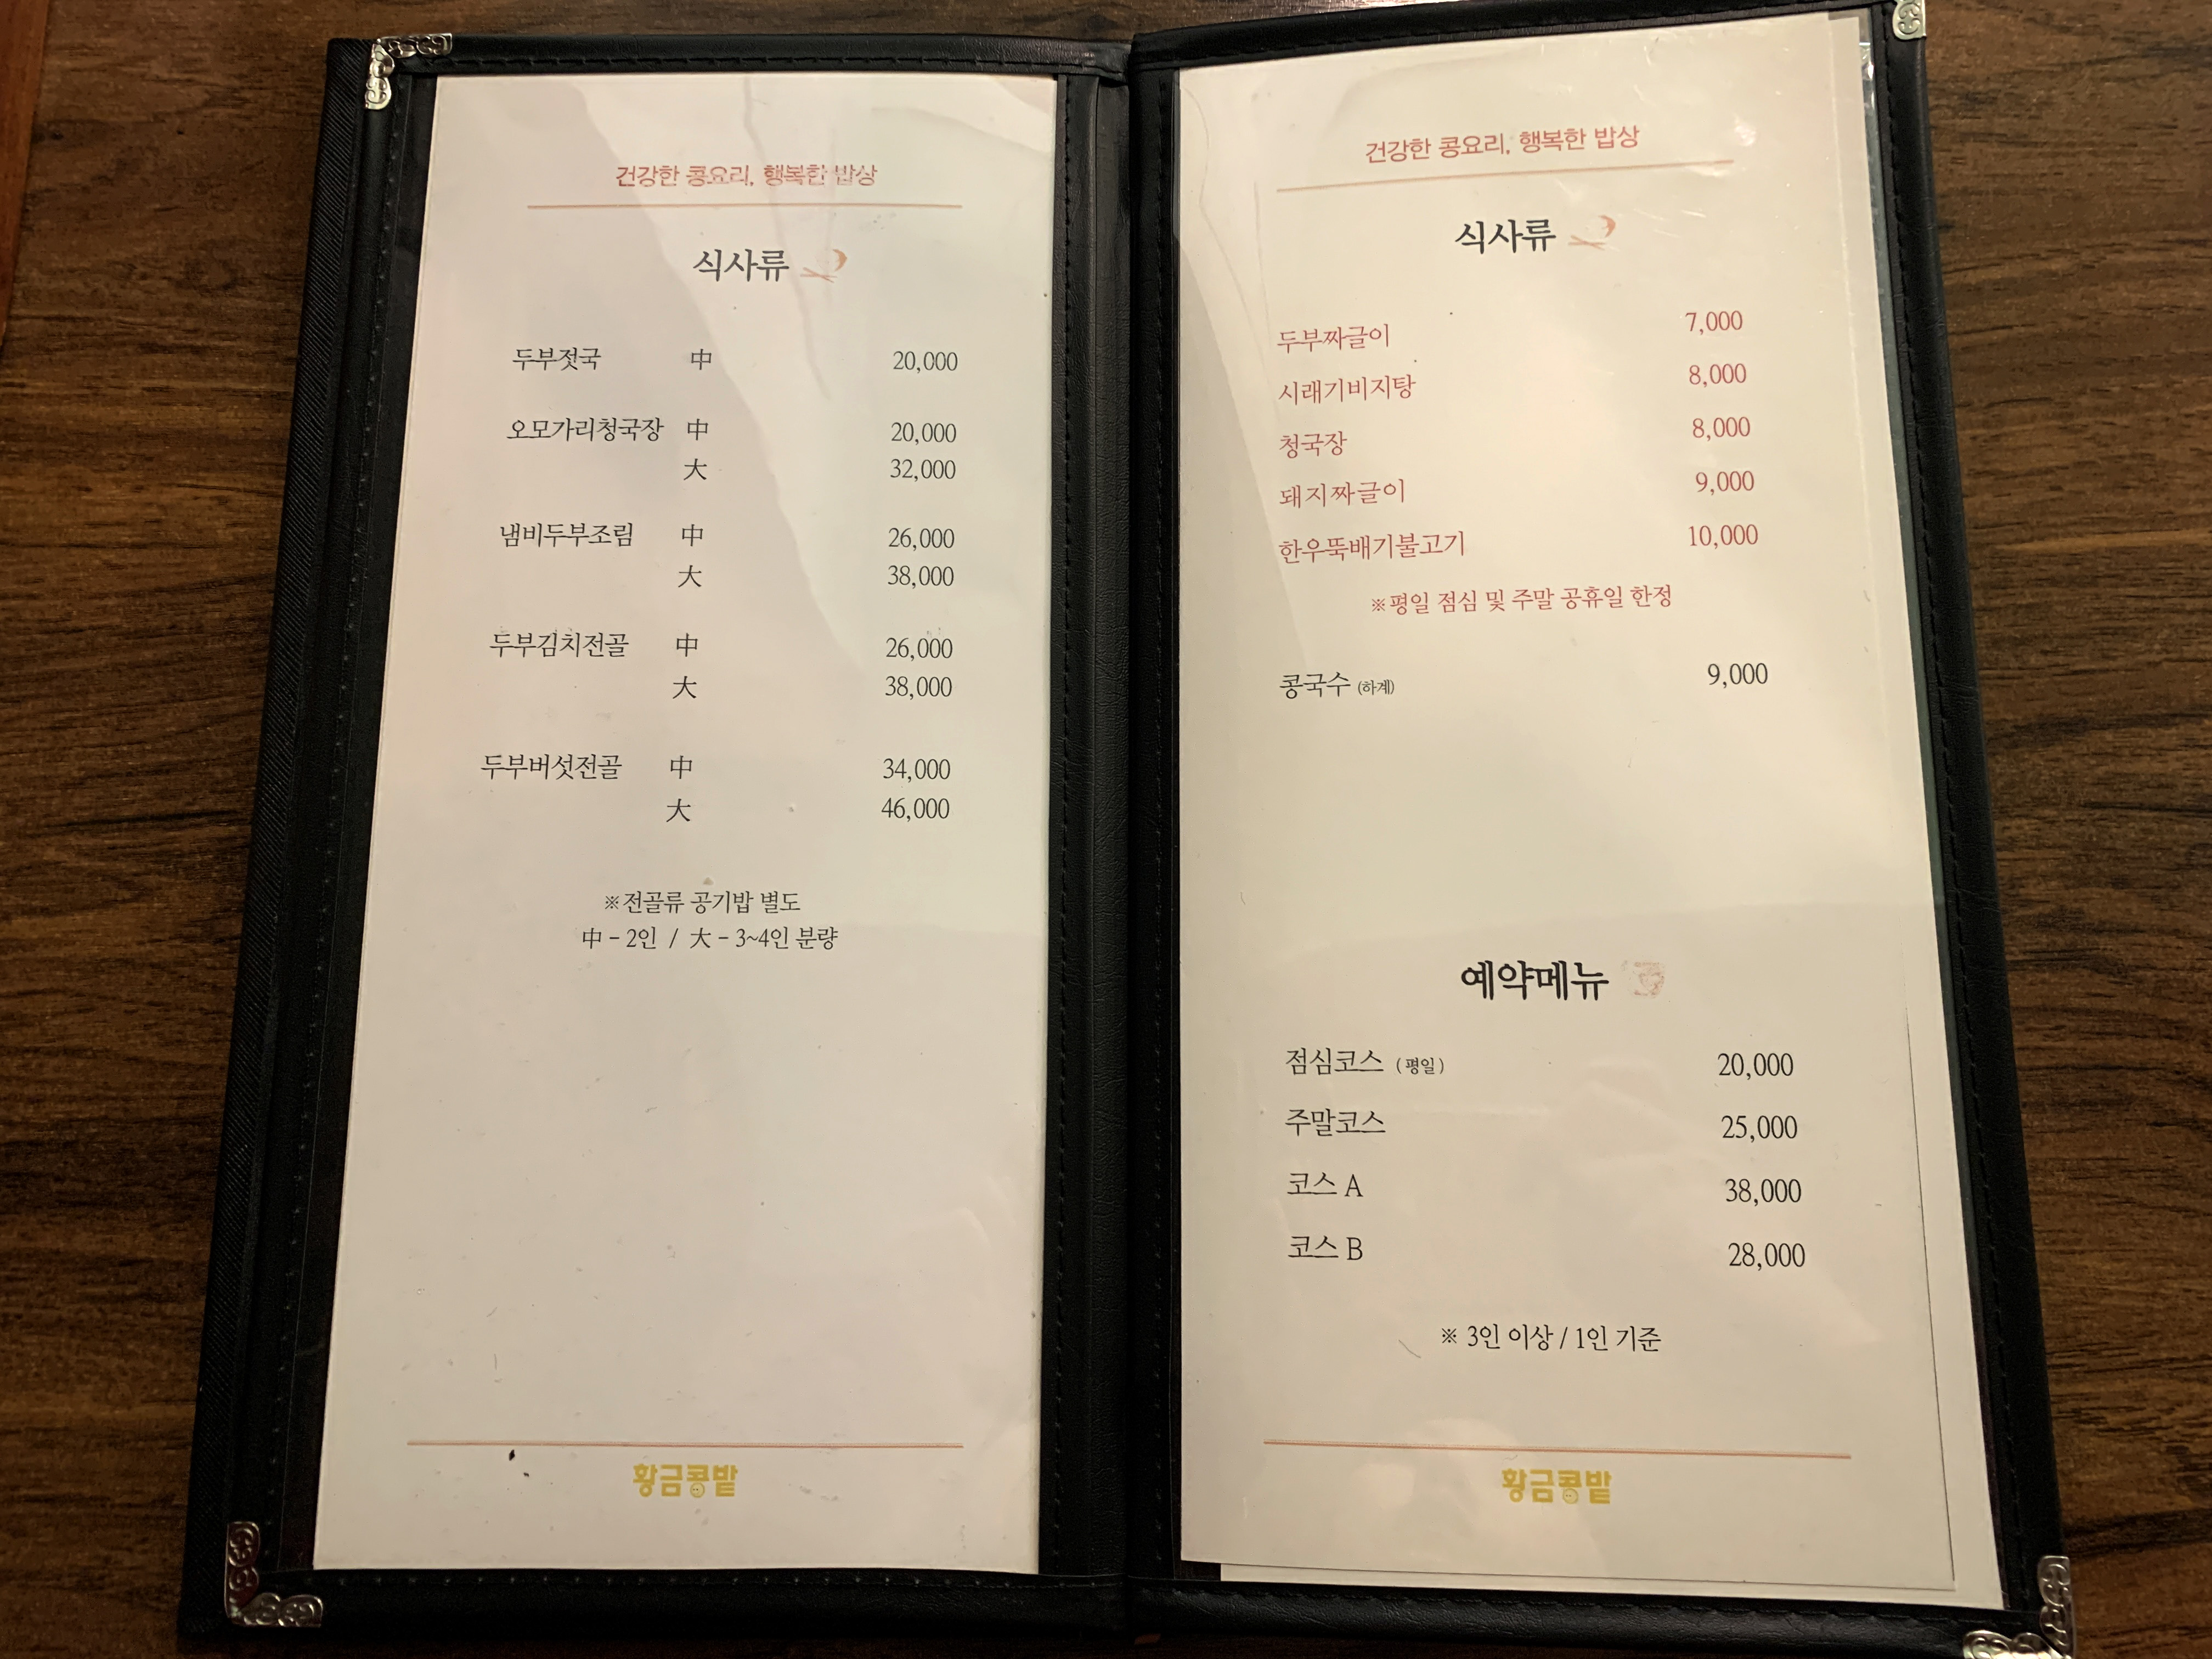 건강한 콩요리, 행복한 밥상
식사류
두부젓국 中 20,000
오모가리청국장 中 20,000
大 32,000
냄비두부조림 中 26,000
大 38,000
두부김치전골 中 26,000
大 38,000
두부버섯전골 中 34,000
大 46,000
※전골류 공기밥 별도
中 - 2인 / 大 - 3~4인 분량
황금콩밭
건강한 콩요리, 행복한 밥상
식사류
두부짜글이 7,000
시래기비지탕 8,000
청국장 8,000
돼지짜글이 9,000
한우뚝배기불고기 10,000
※평일 점심 및 주말 공휴일 한정
콩국수 (하계) 9,000
예약메뉴
점심코스 (평일) 20,000
주말코스 25,000
코스 A 38,000
코스 B 28,000
※ 3인 이상 / 1인 기준
황금콩밭